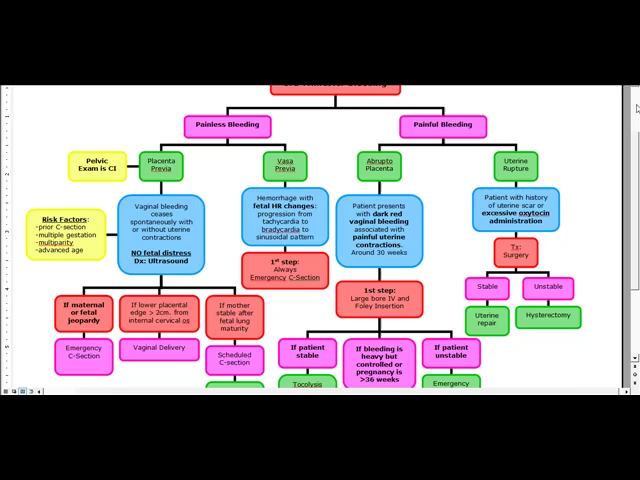 Painless Bleeding
Painful Bleeding
Pelvic
Exam is CI
Placenta
Previa
Vasa
Previa
Abrupto
Placenta
Uterine
Rupture
Risk Factors:
-prior C-section
-multiple gestation
-multiparity
-advanced age
Vaginal bleeding
ceases
spontaneously with
or without uterine
contractions
NO fetal distress
Dx: Ultrasound
Hemorrhage with
fetal HR changes:
progression from
tachycardia to
bradycardia to
sinusoidal pattern
1st step:
Always
Emergency C-Section
Patient presents
with dark red
vaginal bleeding
associated with
painful uterine
contractions.
Around 30 weeks
Patient with history
of uterine scar or
excessive oxytocin
administration
Tx:
Surgery
Stable
Unstable
Uterine
repair
Hysterectomy
1st step:
Large bore IV and
Foley Insertion
If maternal
or fetal
jeopardy
If lower placental
edge > 2cm. from
internal cervical os
If mother
stable after
fetal lung
maturity
Emergency
C-Section
Vaginal Delivery
Scheduled
C-section
If patient
stable
If bleeding is
heavy but
controlled or
pregnancy is
>36 weeks
If patient
unstable
Tocolysis
Emergency